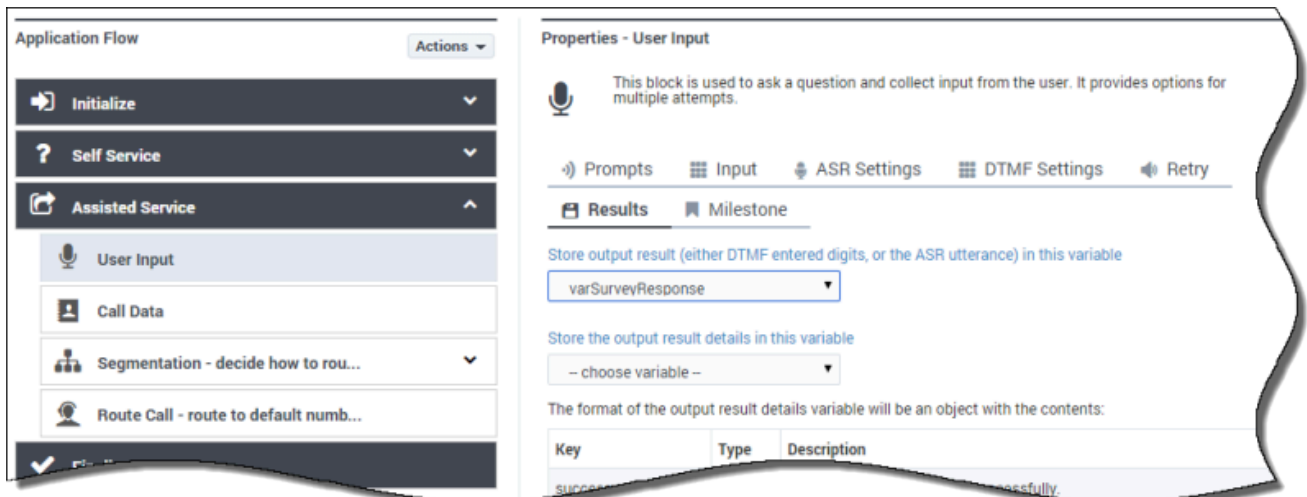 Application Flow
Actions
Initialize
Self Service
Assisted Service
User Input
Call Data
Segmentation - decide how to rou...
Route Call - route to default numb...
Properties - User Input
This block is used to ask a question and collect input from the user. It provides options for
multiple attempts.
Prompts Input ASR Settings DTMF Settings Retry
Results Milestone
Store output result (either DTMF entered digits, or the ASR utterance) in this variable
varSurveyResponse
Store the output result details in this variable
-- choose variable --
The format of the output result details variable will be an object with the contents:
Key Type Description